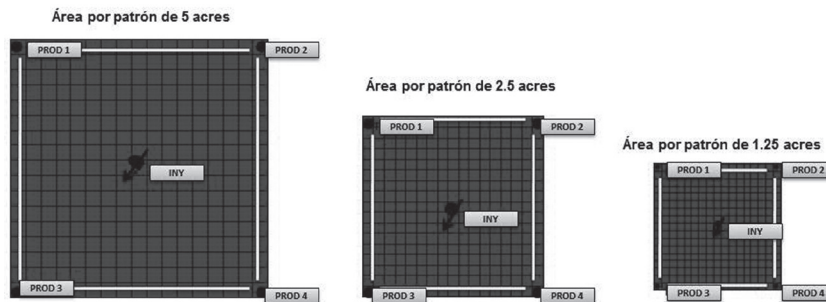 Área por patrón de 5 acres
PROD 1
PROD 2
INY
PROD 3
PROD 4
Área por patrón de 2.5 acres
PROD 1
PROD 2
INY
PROD 3
PROD 4
Área por patrón de 1.25 acres
PROD 1
PROD 2
INY
PROD 3
PROD 4